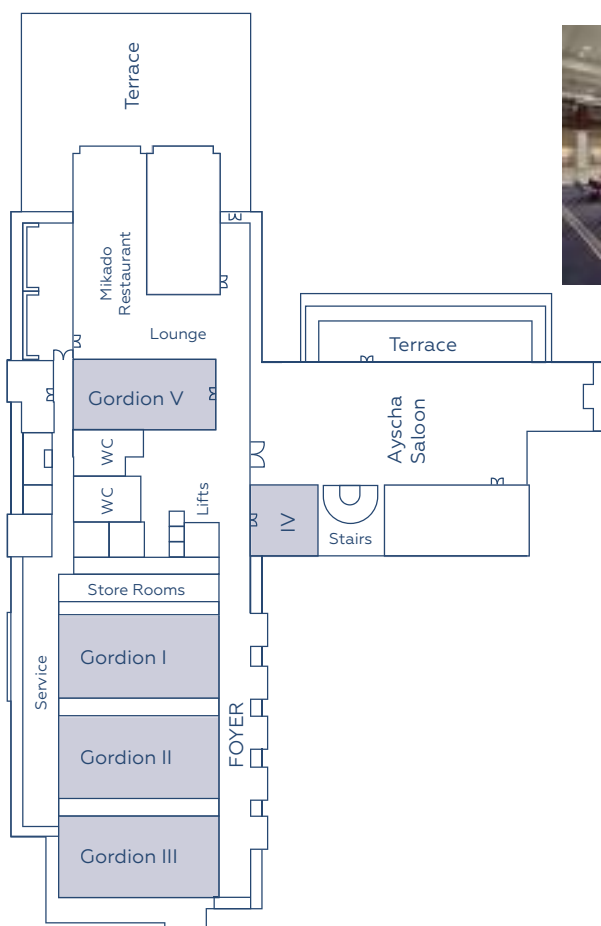 Terrace
Mikado
Restaurant
Lounge
Terrace
Gordion V
Ayscha
Saloon
WC
WC
Lifts
IV
Stairs
Store Rooms
Gordion I
Service
FOYER
Gordion II
Gordion III